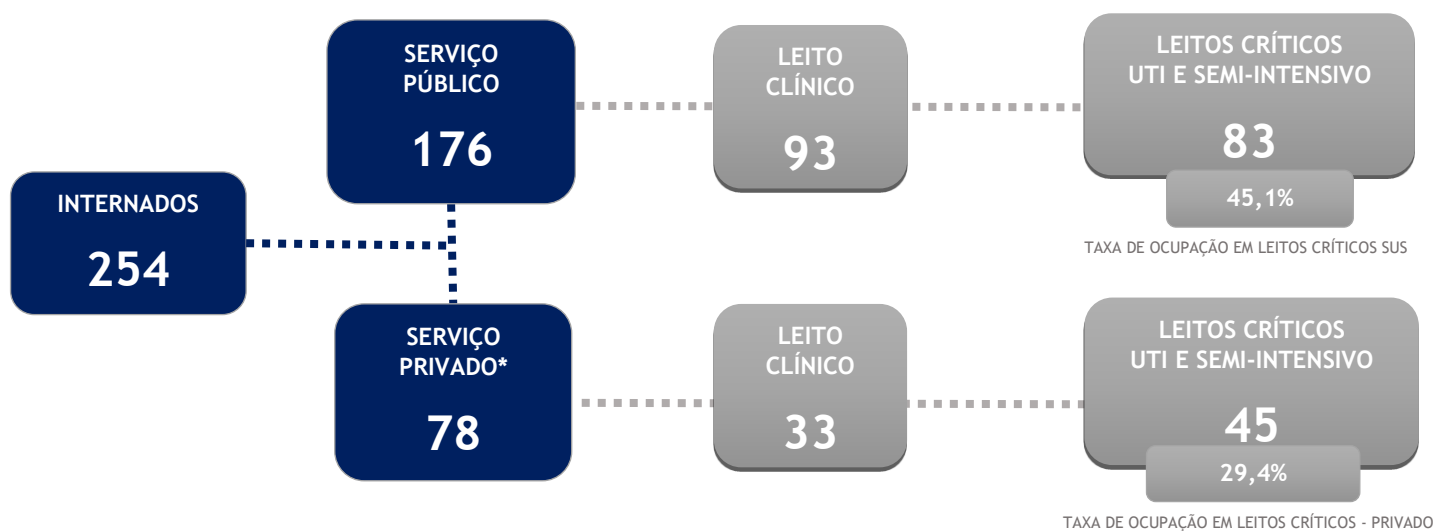 INTERNADOS
254
SERVIÇO
PÚBLICO
176
LEITO
CLÍNICO
93
LEITOS CRÍTICOS
UTI E SEMI-INTENSIVO
83
45,1%
TAXA DE OCUPAÇÃO EM LEITOS CRÍTICOS SUS
SERVIÇO
PRIVADO*
78
LEITO
CLÍNICO
33
LEITOS CRÍTICOS
UTI E SEMI-INTENSIVO
45
29,4%
TAXA DE OCUPAÇÃO EM LEITOS CRÍTICOS - PRIVADO